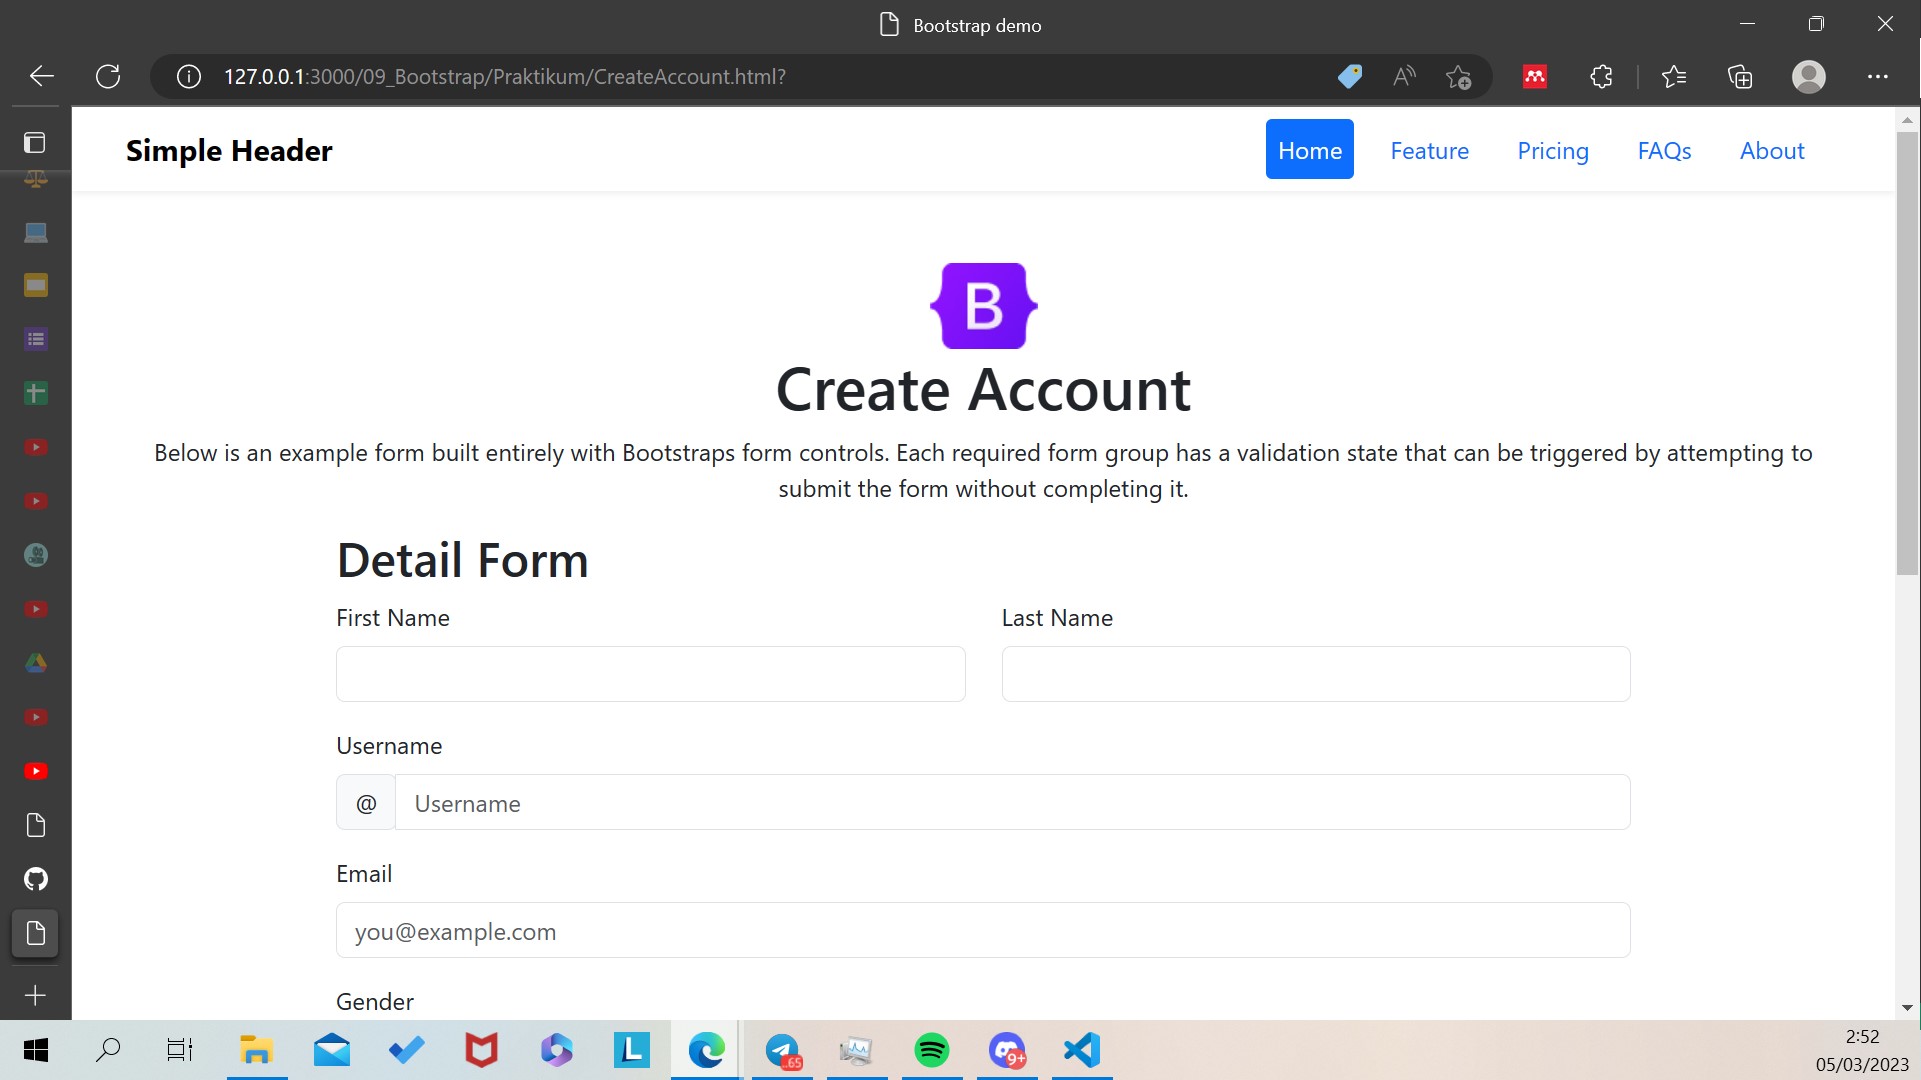 Bootstrap demo
127.0.0.1:3000/09_Bootstrap/Praktikum/CreateAccount.html?
Simple Header
Home
Feature
Pricing
FAQs
About
B
Create Account
Below is an example form built entirely with Bootstraps form controls. Each required form group has a validation state that can be triggered by attempting to
submit the form without completing it.
Detail Form
First Name
Last Name
Username
@
Username
Email
you@example.com
Gender
L
..65
9+
2:52
05/03/2023